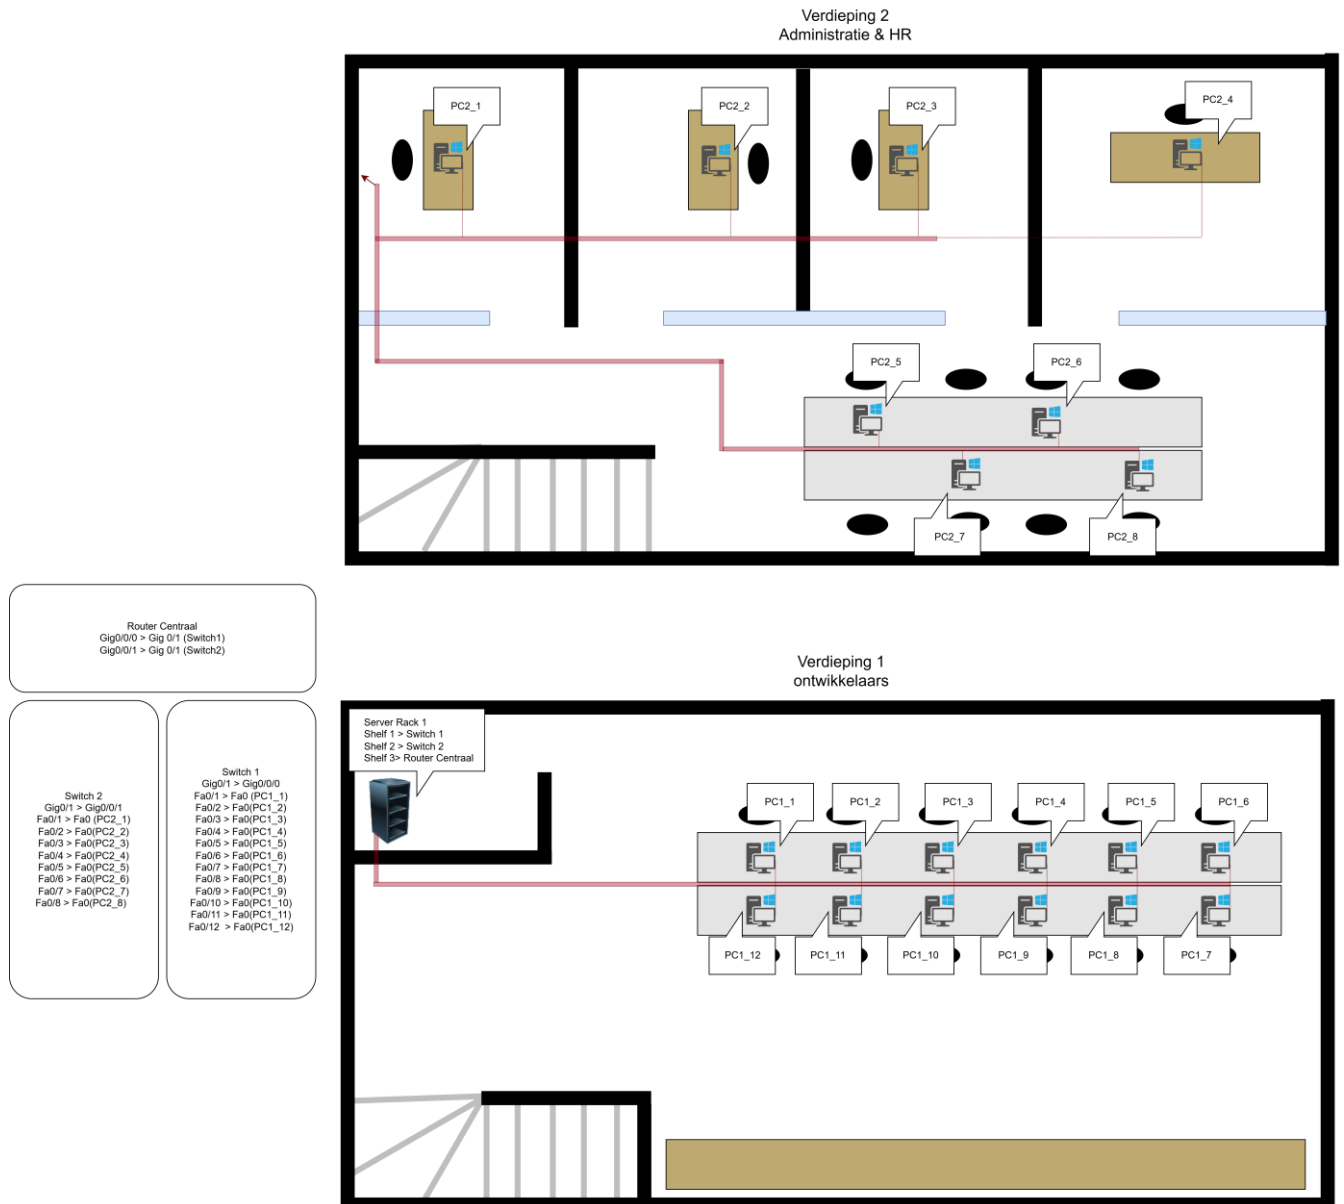 Verdieping 2
Administratie & HR
PC2_1
PC2_2
PC2_3
PC2_4
PC2_5
PC2_6
PC2_7
PC2_8
Router Centraal
Gig0/0/0 > Gig 0/1 (Switch1)
Gig0/0/1 > Gig 0/1 (Switch2)
Switch 2
Gig0/1 > Gig0/0/1
Fa0/1 > Fa0 (PC2_1)
Fa0/2 > Fa0(PC2_2)
Fa0/3 > Fa0(PC2_3)
Fa0/4 > Fa0(PC2_4)
Fa0/5 > Fa0(PC2_5)
Fa0/6 > Fa0(PC2_6)
Fa0/7 > Fa0(PC2_7)
Fa0/8 > Fa0(PC2_8)
Switch 1
Gig0/1 > Gig0/0/0
Fa0/1 > Fa0 (PC1_1)
Fa0/2 > Fa0(PC1_2)
Fa0/3 > Fa0(PC1_3)
Fa0/4 > Fa0(PC1_4)
Fa0/5 > Fa0(PC1_5)
Fa0/6 > Fa0(PC1_6)
Fa0/7 > Fa0(PC1_7)
Fa0/8 > Fa0(PC1_8)
Fa0/9 > Fa0(PC1_9)
Fa0/10 > Fa0(PC1_10)
Fa0/11 > Fa0(PC1_11)
Fa0/12 > Fa0(PC1_12)
Verdieping 1
ontwikkelaars
Server Rack 1
Shelf 1 > Switch 1
Shelf 2 > Switch 2
Shelf 3> Router Centraal
PC1_1
PC1_2
PC1_3
PC1_4
PC1_5
PC1_6
PC1_12
PC1_11
PC1_10
PC1_9
PC1_8
PC1_7